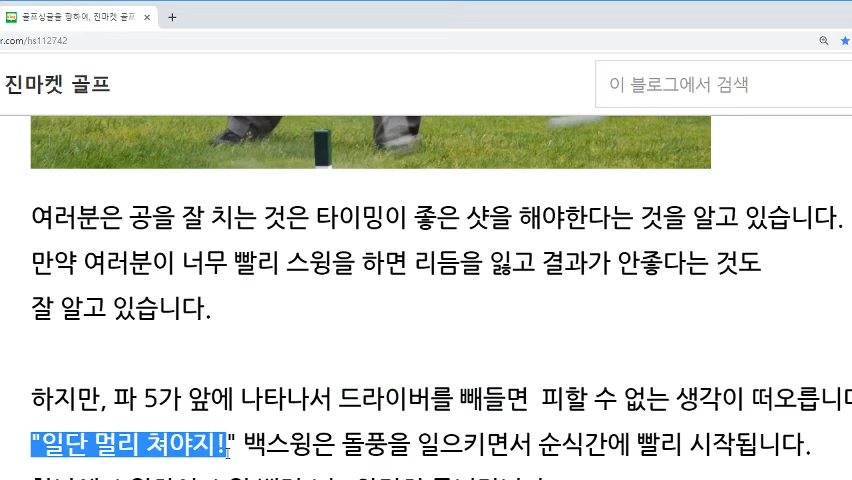 골프싱글을 향하여, 진마켓 골프
r.com/hs112742
진마켓 골프
이 블로그에서 검색
여러분은 공을 잘 치는 것은 타이밍이 좋은 샷을 해야한다는 것을 알고 있습니다.
만약 여러분이 너무 빨리 스윙을 하면 리듬을 잃고 결과가 안좋다는 것도
잘 알고 있습니다.
하지만, 파 5가 앞에 나타나서 드라이버를 빼들면 피할 수 없는 생각이 떠오릅니다
"일단 멀리 쳐야지!" 백스윙은 돌풍을 일으키면서 순식간에 빨리 시작됩니다.